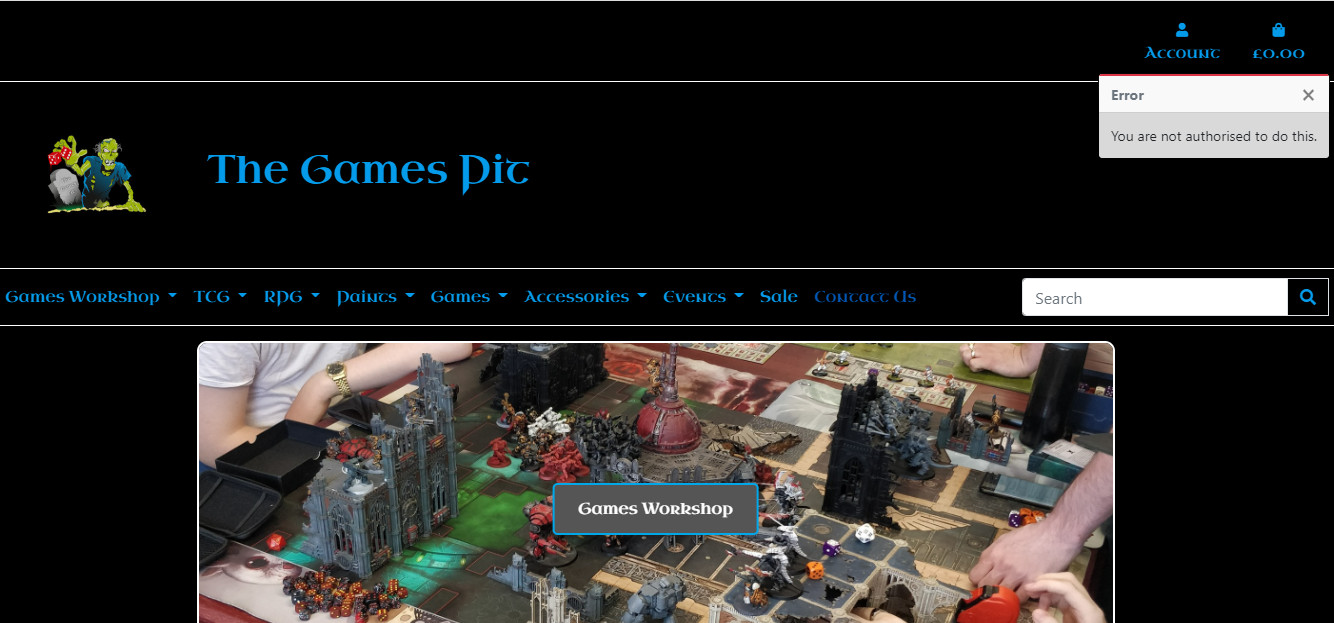 Account
£0.00
Error
You are not authorised to do this.
The Games Pit
Games Workshop TCG RPG Paints Games Accessories Events Sale Contact Us
Search
Games Workshop